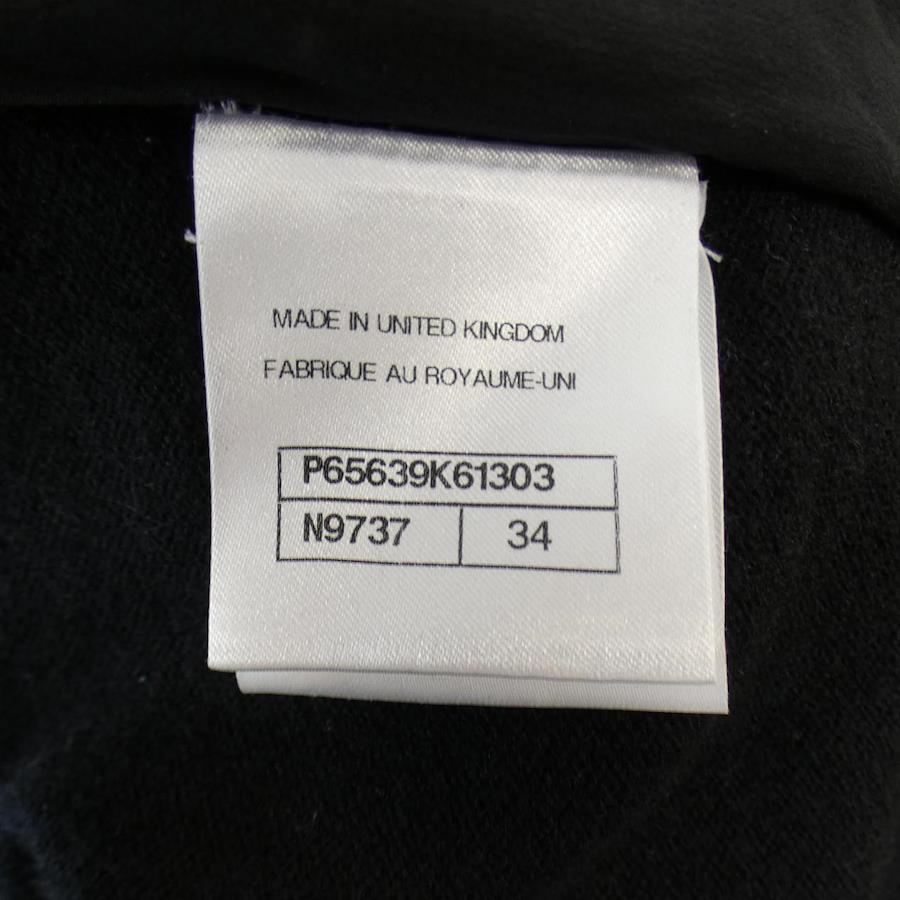 MADE IN UNITED KINGDOM
FABRIQUE AU ROYAUME-UNI
P65639K61303
N9737 34